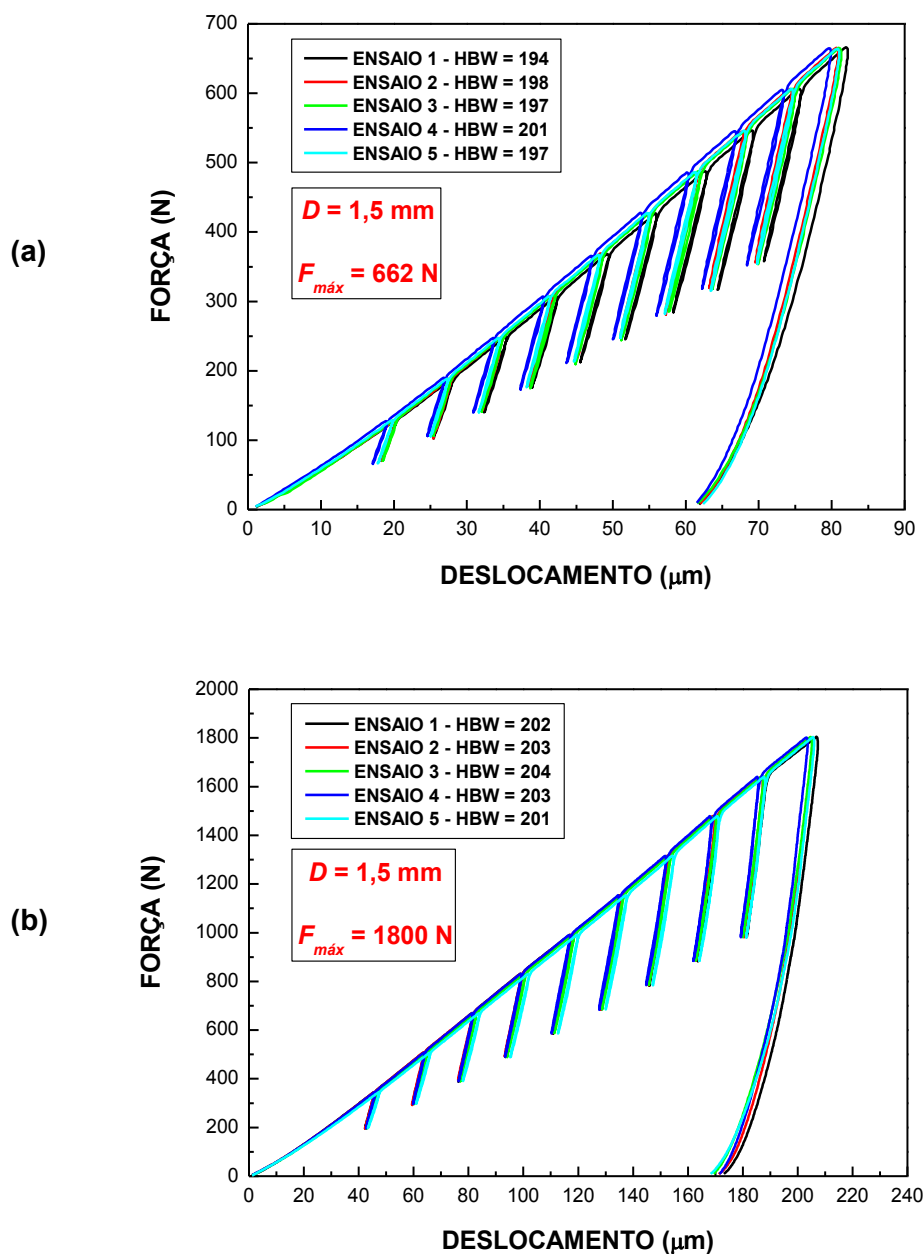 (a)
FORÇA (N)
700
600
500
400
300
200
100
0
ENSAIO 1 - HBW = 194
ENSAIO 2 - HBW = 198
ENSAIO 3 - HBW = 197
ENSAIO 4 - HBW = 201
ENSAIO 5 - HBW = 197
D = 1,5 mm
Fmáx = 662 N
0 10 20 30 40 50 60 70 80 90
DESLOCAMENTO (μm)
(b)
FORÇA (N)
2000
1800
1600
1400
1200
1000
800
600
400
200
0
ENSAIO 1 - HBW = 202
ENSAIO 2 - HBW = 203
ENSAIO 3 - HBW = 204
ENSAIO 4 - HBW = 203
ENSAIO 5 - HBW = 201
D = 1,5 mm
Fmáx = 1800 N
0 20 40 60 80 100 120 140 160 180 200 220 240
DESLOCAMENTO (μm)